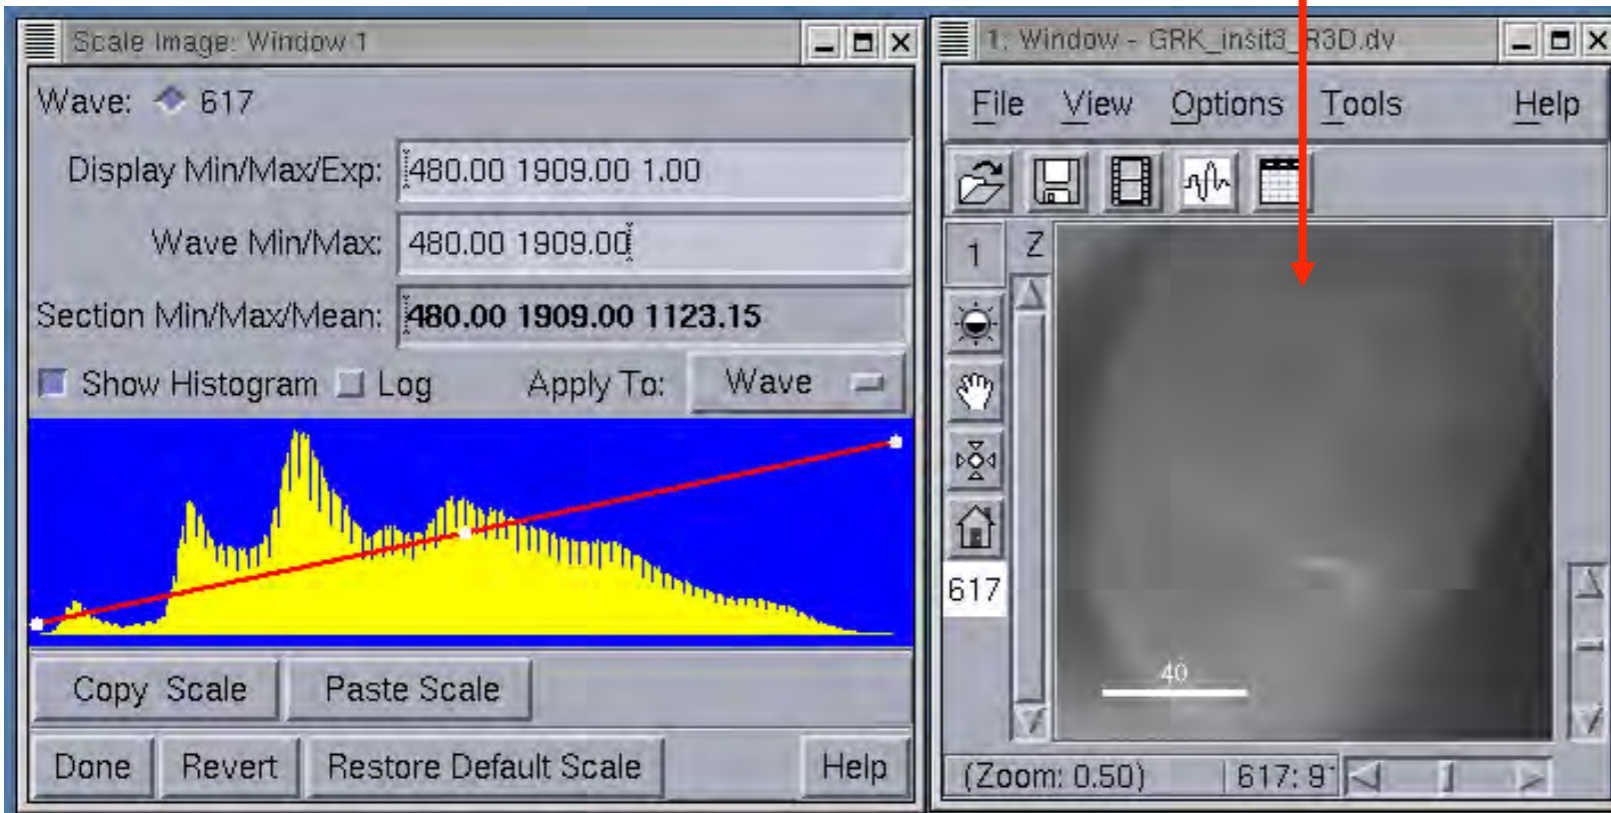 Scale Image: Window 1
Wave: 617
Display Min/Max/Exp: 480.00 1909.00 1.00
Wave Min/Max: 480.00 1909.00
Section Min/Max/Mean: 480.00 1909.00 1123.15
Show Histogram Log Apply To: Wave
Copy Scale Paste Scale
Done Revert Restore Default Scale Help
1: Window - GRK_insit3_R3D.dv
File View Options Tools Help
1 Z
617
40
(Zoom: 0.50) 617: 91